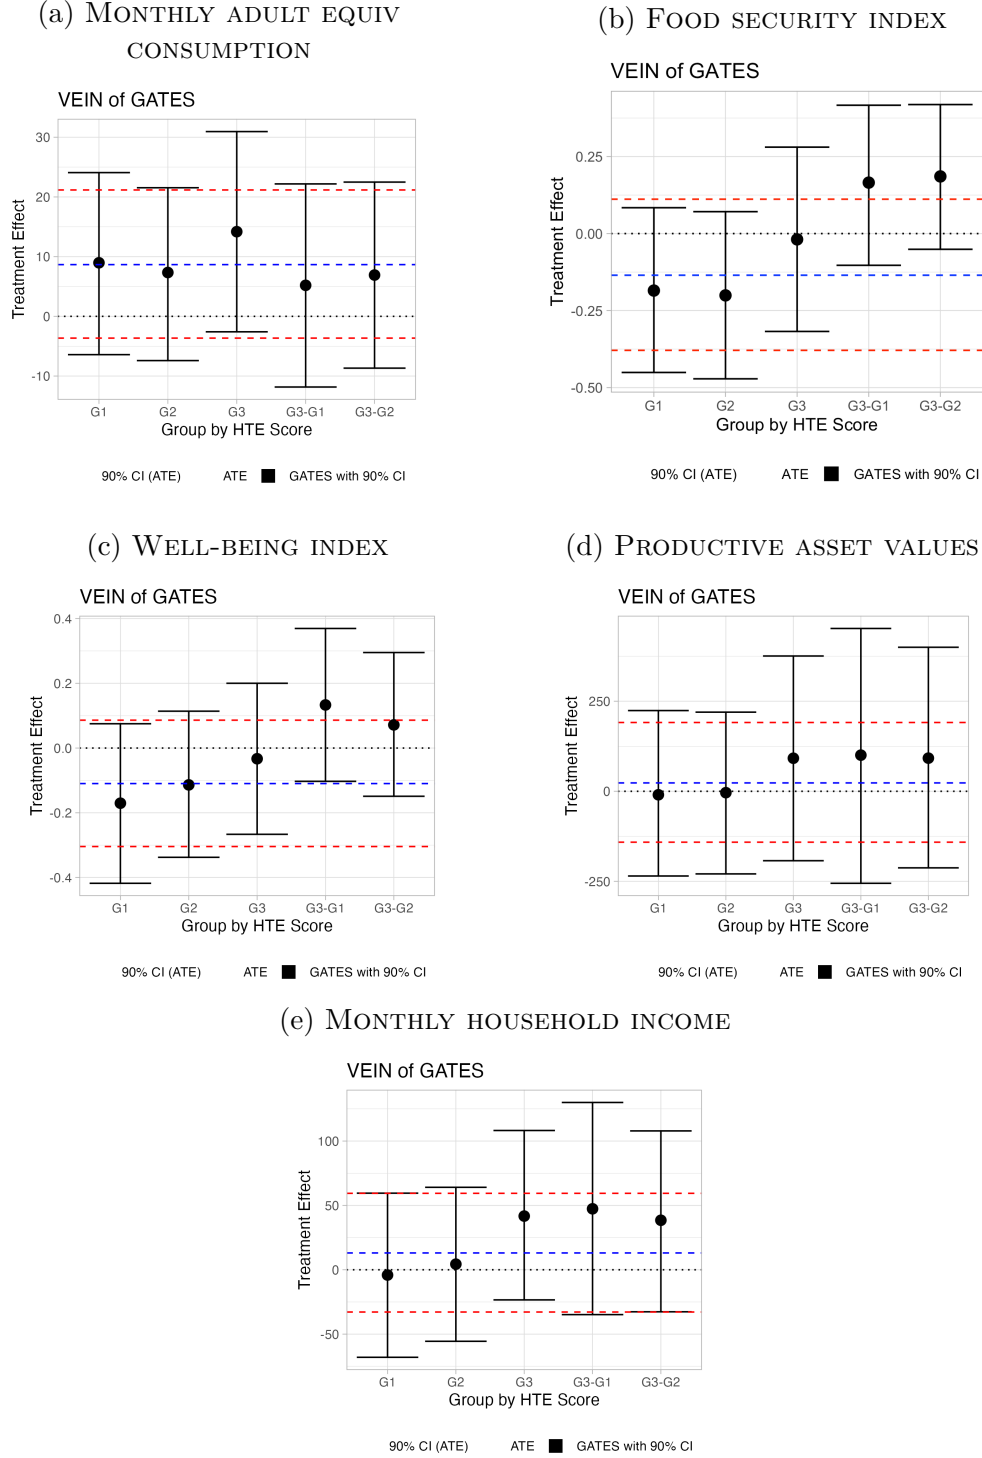 (a) Monthly adult equiv
consumption
VEIN of GATES
Treatment Effect
30
20
10
0
-10
G1 G2 G3 G3-G1 G3-G2
Group by HTE Score
90% CI (ATE) ATE GATES with 90% CI
(b) Food security index
VEIN of GATES
Treatment Effect
0.25
0.00
-0.25
-0.50
G1 G2 G3 G3-G1 G3-G2
Group by HTE Score
90% CI (ATE) ATE GATES with 90% CI
(c) Well-being index
VEIN of GATES
Treatment Effect
0.4
0.2
0.0
-0.2
-0.4
G1 G2 G3 G3-G1 G3-G2
Group by HTE Score
90% CI (ATE) ATE GATES with 90% CI
(d) Productive asset values
VEIN of GATES
Treatment Effect
250
0
-250
G1 G2 G3 G3-G1 G3-G2
Group by HTE Score
90% CI (ATE) ATE GATES with 90% CI
(e) Monthly household income
VEIN of GATES
Treatment Effect
100
50
0
-50
G1 G2 G3 G3-G1 G3-G2
Group by HTE Score
90% CI (ATE) ATE GATES with 90% CI